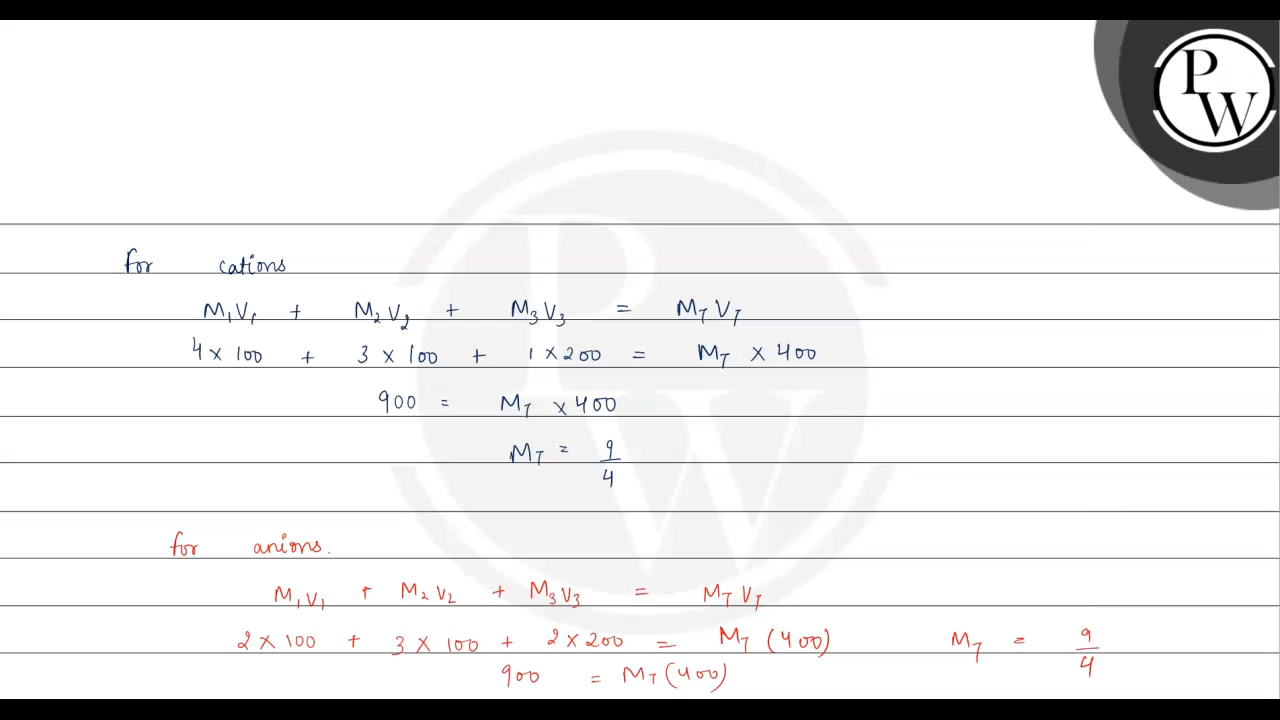 PW
for cations
M₁V₁ + M₂V₂ + M₃V₃ = M_T V_T
4 × 100 + 3 × 100 + 1 × 200 = M_T × 400
900 = M_T × 400
M_T = 9/4
for anions.
M₁V₁ + M₂V₂ + M₃V₃ = M_T V_T
2 × 100 + 3 × 100 + 2 × 200 = M_T (400) M_T = 9/4
900 = M_T (400)